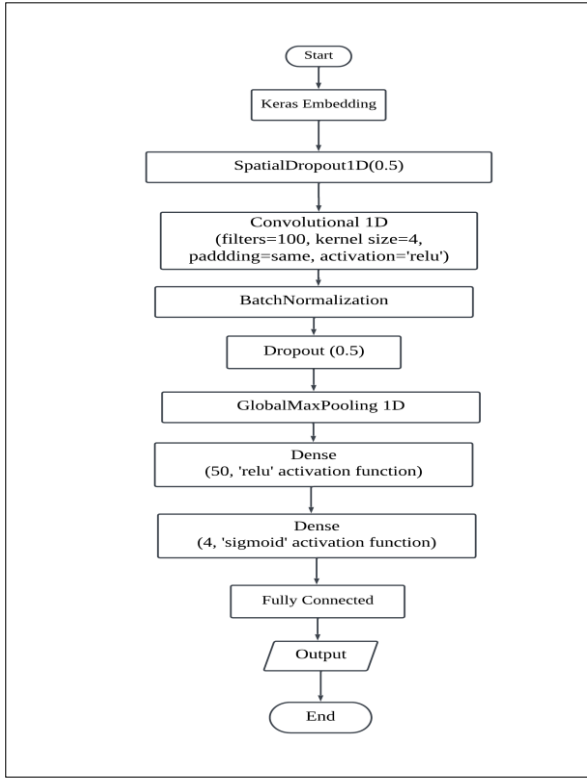 Start
Keras Embedding
SpatialDropout1D(0.5)
Convolutional 1D
(filters=100, kernel size=4,
paddding=same, activation='relu')
BatchNormalization
Dropout (0.5)
GlobalMaxPooling 1D
Dense
(50, 'relu' activation function)
Dense
(4, 'sigmoid' activation function)
Fully Connected
Output
End